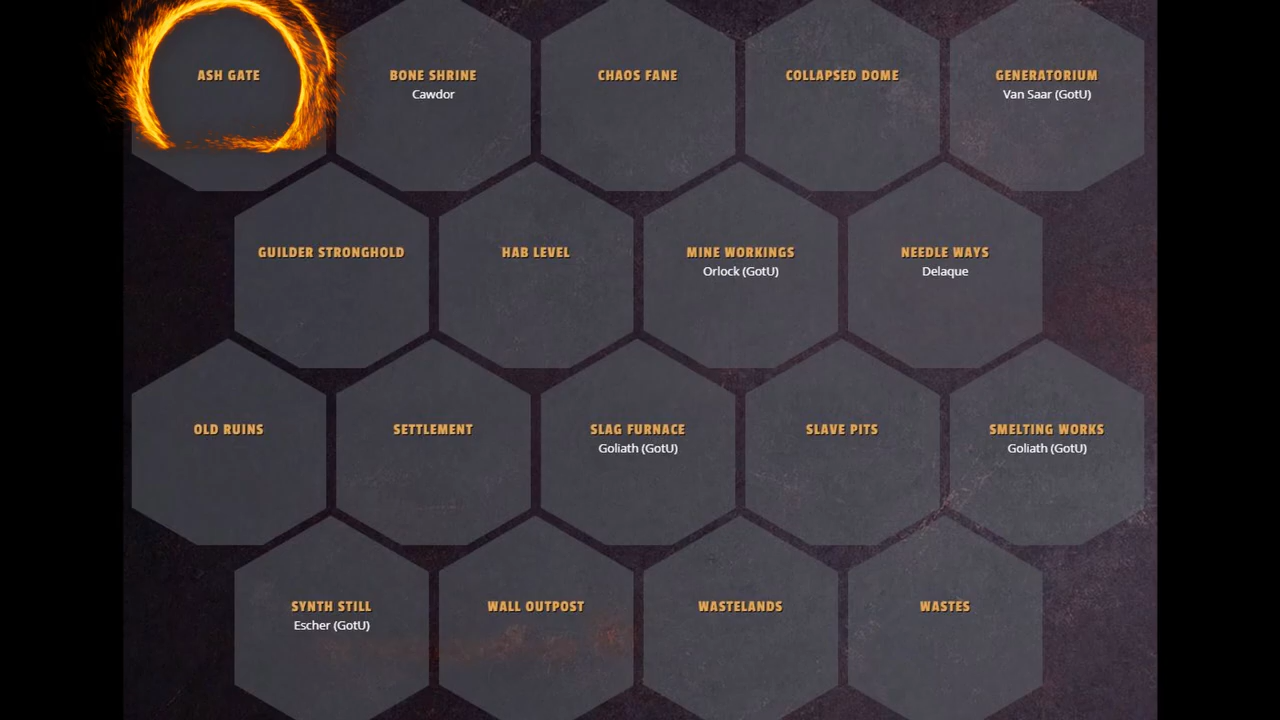 ASH GATE
BONE SHRINE
Cawdor
CHAOS FANE
COLLAPSED DOME
GENERATORIUM
Van Saar (GotU)
GUILDER STRONGHOLD
HAB LEVEL
MINE WORKINGS
Orlock (GotU)
NEEDLE WAYS
Delaque
OLD RUINS
SETTLEMENT
SLAG FURNACE
Goliath (GotU)
SLAVE PITS
SMELTING WORKS
Goliath (GotU)
SYNTH STILL
Escher (GotU)
WALL OUTPOST
WASTELANDS
WASTES